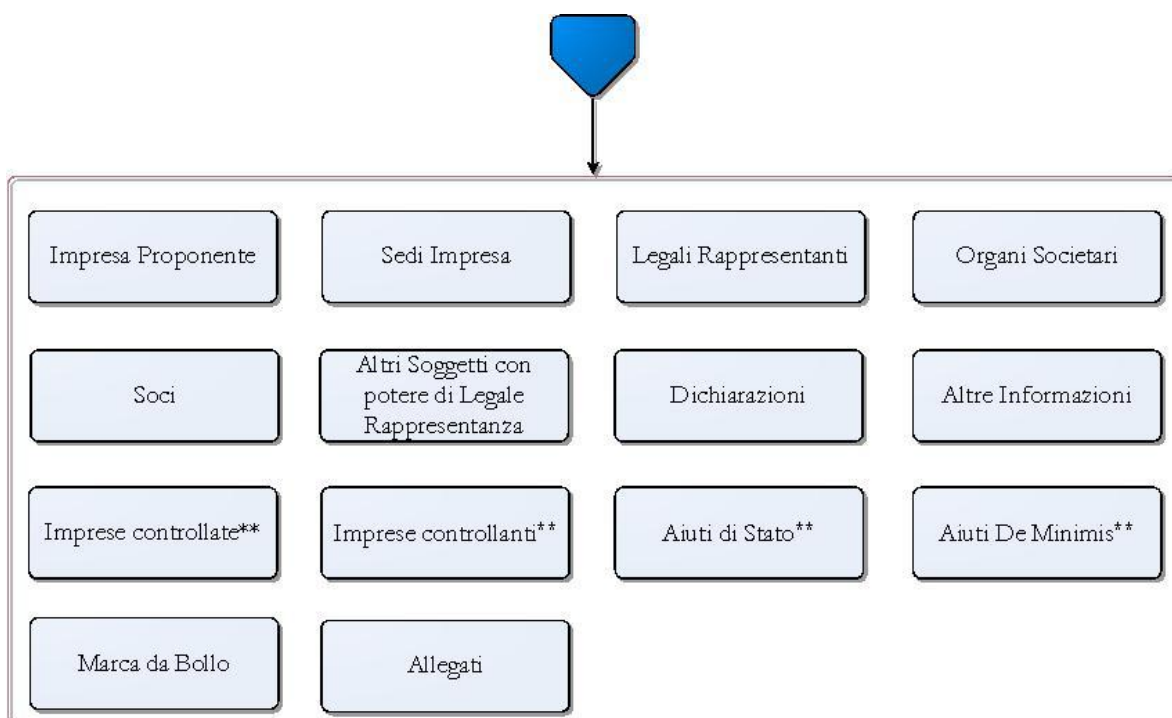 Impresa Proponente
Sedi Impresa
Legali Rappresentanti
Organi Societari
Soci
Altri Soggetti con
potere di Legale
Rappresentanza
Dichiarazioni
Altre Informazioni
Imprese controllate**
Imprese controllanti**
Aiuti di Stato**
Aiuti De Minimis**
Marca da Bollo
Allegati